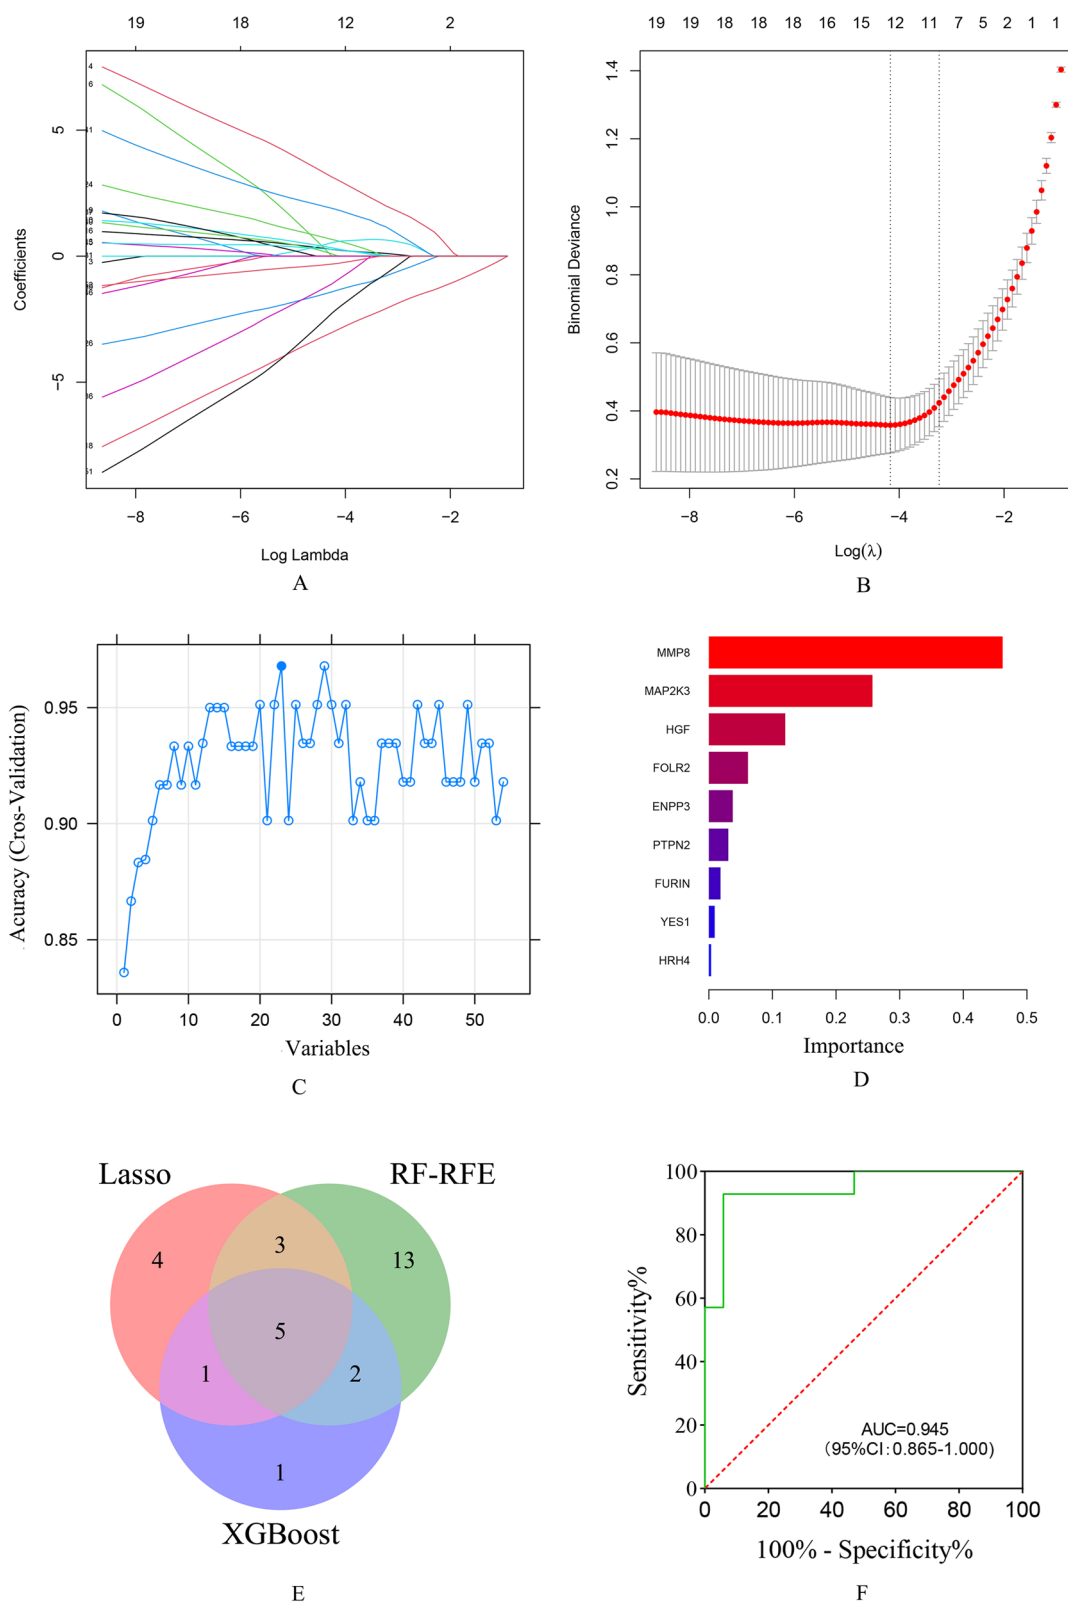 19 18 12 2
5
0
−5
Coefficients
4
6
24
3
26
−8 −6 −4 −2
Log Lambda
A
19 19 18 18 18 18 16 15 12 11 7 5 2 1 1
1.4
1.2
1.0
0.8
0.6
0.4
0.2
Binomial Deviance
−8 −6 −4 −2
Log(λ)
B
0.95
0.90
0.85
Acuracy (Cros-Validation)
0 10 20 30 40 50
Variables
C
MMP8
MAP2K3
HGF
FOLR2
ENPP3
PTPN2
FURIN
YES1
HRH4
0.0 0.1 0.2 0.3 0.4 0.5
Importance
D
Lasso RF-RFE
4 3 13
5
1 2
1
XGBoost
E
100
80
60
40
20
0
Sensitivity%
AUC=0.945
(95%CI:0.865-1.000)
0 20 40 60 80 100
100% - Specificity%
F